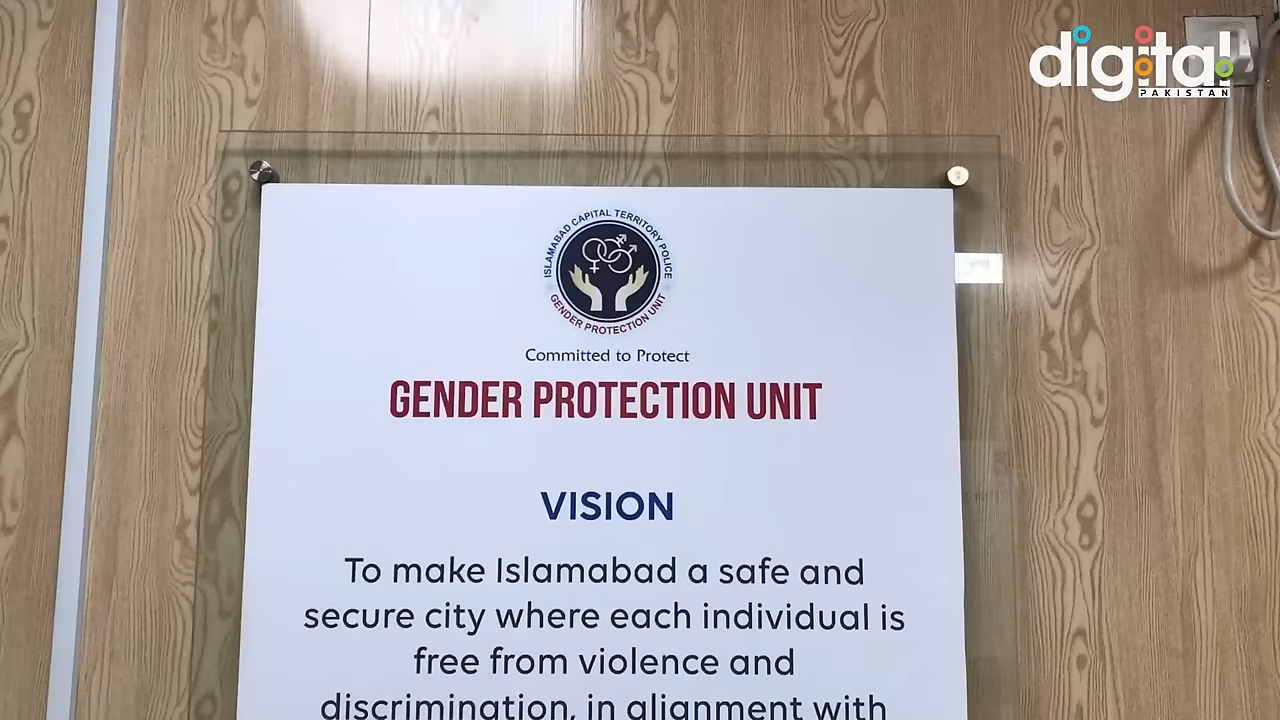 digital
PAKISTAN
ISLAMABAD CAPITAL TERRITORY POLICE
GENDER PROTECTION UNIT
Committed to Protect
GENDER PROTECTION UNIT
VISION
To make Islamabad a safe and
secure city where each individual is
free from violence and
discrimination, in alignment with